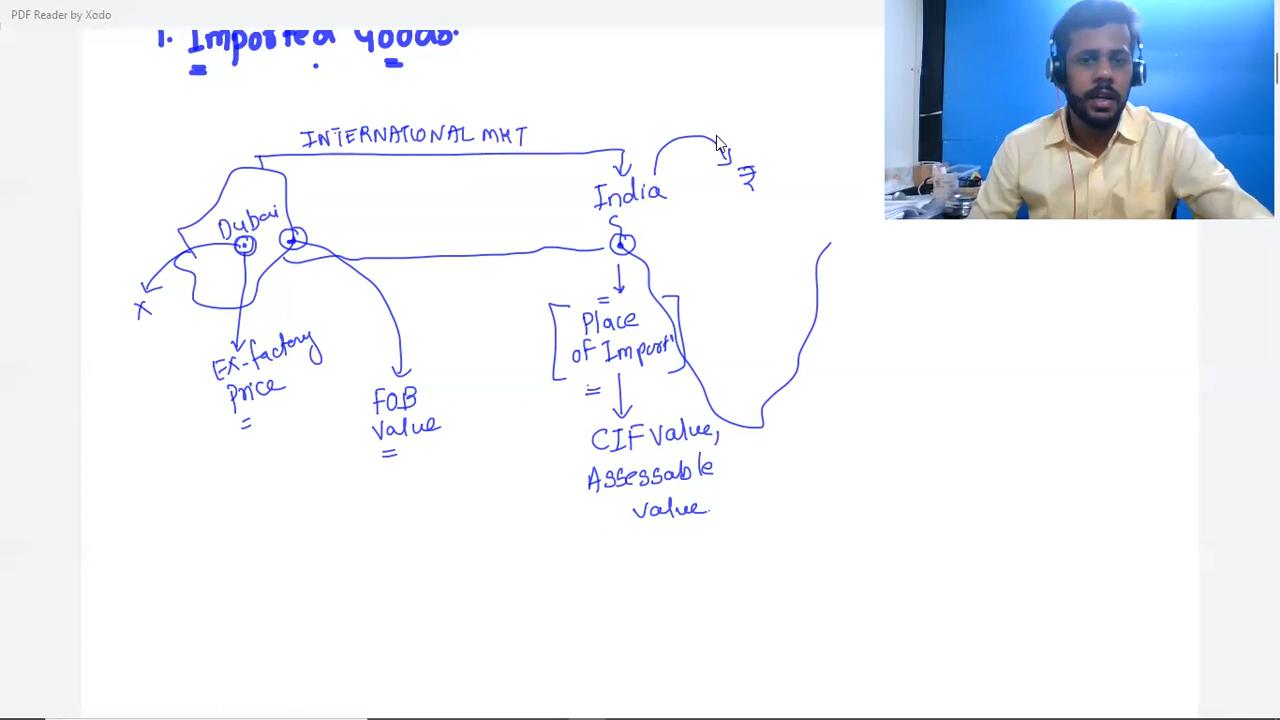 PDF Reader by Xodo
1. Imported Goods.
INTERNATIONAL MKT
India
₹
Dubai
X
Ex-factory
Price
=
FOB
Value
=
=
Place
of Import
=
CIF Value,
Assessable
value.